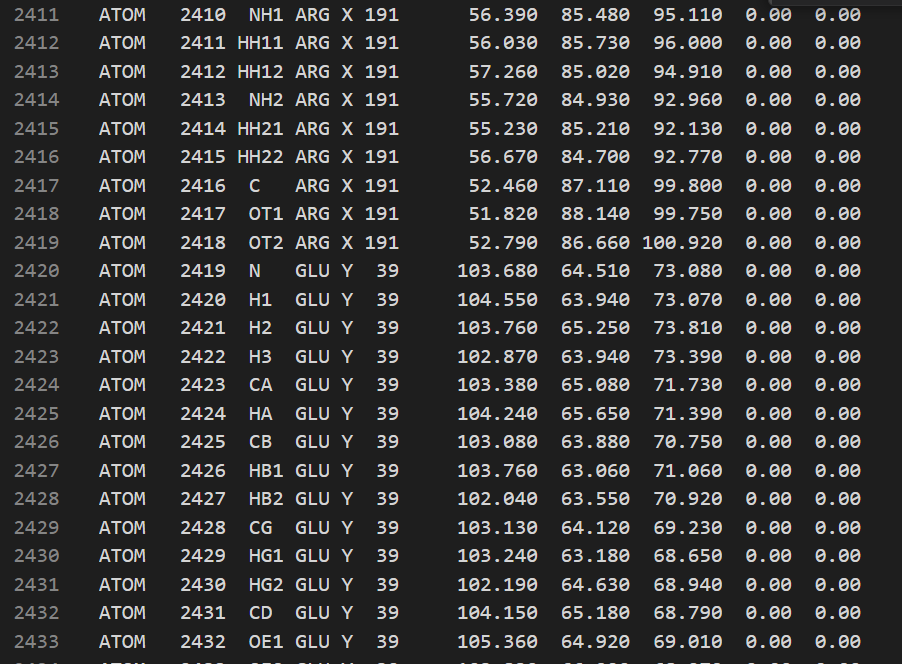 2411 ATOM 2410 NH1 ARG X 191 56.390 85.480 95.110 0.00 0.00
2412 ATOM 2411 HH11 ARG X 191 56.030 85.730 96.000 0.00 0.00
2413 ATOM 2412 HH12 ARG X 191 57.260 85.020 94.910 0.00 0.00
2414 ATOM 2413 NH2 ARG X 191 55.720 84.930 92.960 0.00 0.00
2415 ATOM 2414 HH21 ARG X 191 55.230 85.210 92.130 0.00 0.00
2416 ATOM 2415 HH22 ARG X 191 56.670 84.700 92.770 0.00 0.00
2417 ATOM 2416 C ARG X 191 52.460 87.110 99.800 0.00 0.00
2418 ATOM 2417 OT1 ARG X 191 51.820 88.140 99.750 0.00 0.00
2419 ATOM 2418 OT2 ARG X 191 52.790 86.660 100.920 0.00 0.00
2420 ATOM 2419 N GLU Y 39 103.680 64.510 73.080 0.00 0.00
2421 ATOM 2420 H1 GLU Y 39 104.550 63.940 73.070 0.00 0.00
2422 ATOM 2421 H2 GLU Y 39 103.760 65.250 73.810 0.00 0.00
2423 ATOM 2422 H3 GLU Y 39 102.870 63.940 73.390 0.00 0.00
2424 ATOM 2423 CA GLU Y 39 103.380 65.080 71.730 0.00 0.00
2425 ATOM 2424 HA GLU Y 39 104.240 65.650 71.390 0.00 0.00
2426 ATOM 2425 CB GLU Y 39 103.080 63.880 70.750 0.00 0.00
2427 ATOM 2426 HB1 GLU Y 39 103.760 63.060 71.060 0.00 0.00
2428 ATOM 2427 HB2 GLU Y 39 102.040 63.550 70.920 0.00 0.00
2429 ATOM 2428 CG GLU Y 39 103.130 64.120 69.230 0.00 0.00
2430 ATOM 2429 HG1 GLU Y 39 103.240 63.180 68.650 0.00 0.00
2431 ATOM 2430 HG2 GLU Y 39 102.190 64.630 68.940 0.00 0.00
2432 ATOM 2431 CD GLU Y 39 104.150 65.180 68.790 0.00 0.00
2433 ATOM 2432 OE1 GLU Y 39 105.360 64.920 69.010 0.00 0.00